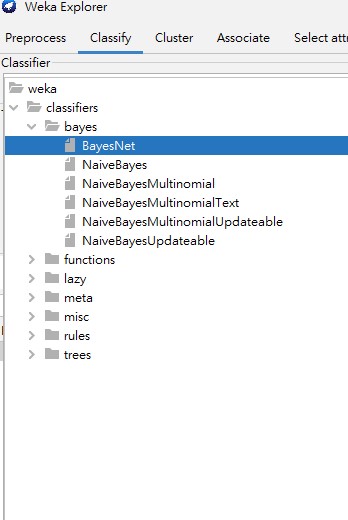 Weka Explorer
Preprocess Classify Cluster Associate Select attr
Classifier
weka
classifiers
bayes
BayesNet
NaiveBayes
NaiveBayesMultinomial
NaiveBayesMultinomialText
NaiveBayesMultinomialUpdateable
NaiveBayesUpdateable
functions
lazy
meta
misc
rules
trees